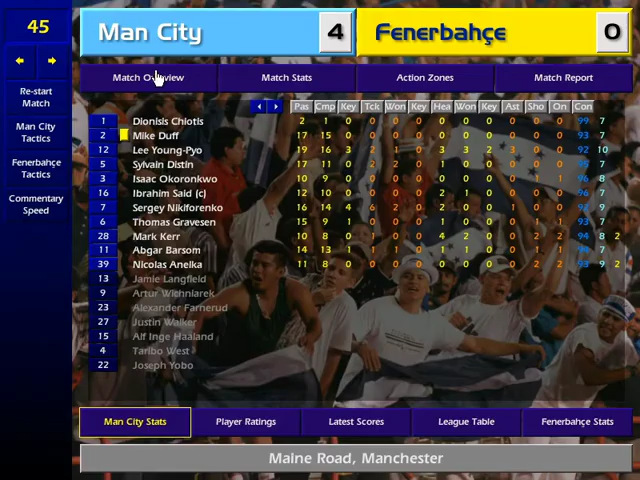 45
Man City 4
Fenerbahçe 0
Match Overview
Match Stats
Action Zones
Match Report
Re-start Match
Man City Tactics
Fenerbahçe Tactics
Commentary Speed
Pas Cmp Key Tck Won Key Hea Won Key Ast Sho On Con
1 Dionisis Chiotis 2 1 0 0 0 0 0 0 0 0 0 0 99 7
2 Mike Duff 17 15 0 0 0 0 0 0 0 0 0 0 93 7
12 Lee Young-Pyo 19 16 3 2 1 0 3 3 2 3 0 0 92 10
5 Sylvain Distin 17 11 0 2 2 0 1 0 0 0 0 0 7
3 Isaac Okoronkwo 10 9 0 0 0 0 0 0 0 0 1 1 96 8
16 Ibrahim Said (c) 12 10 0 0 0 0 2 1 0 0 0 0 96 7
7 Sergey Nikiforenko 16 14 4 6 2 0 2 0 0 0 9
6 Thomas Gravesen 15 9 1 0 0 0 0 0 0 0 1 1 93 7
28 Mark Kerr 10 8 0 1 0 0 4 2 0 0 2 2 94 8 2
11 Abgar Barsom 14 13 1 1 0 1 1 0 7
39 Nicolas Anelka 11 8 0 0 0 0 0 0 0 0 2 2 93 9 2
13 Jamie Langfield
9 Artur Wichniarek
23 Alexander Farnerud
27 Justin Walker
15 Alf Inge Haaland
4 Taribo West
22 Joseph Yobo
Man City Stats
Player Ratings
Latest Scores
League Table
Fenerbahçe Stats
Maine Road, Manchester